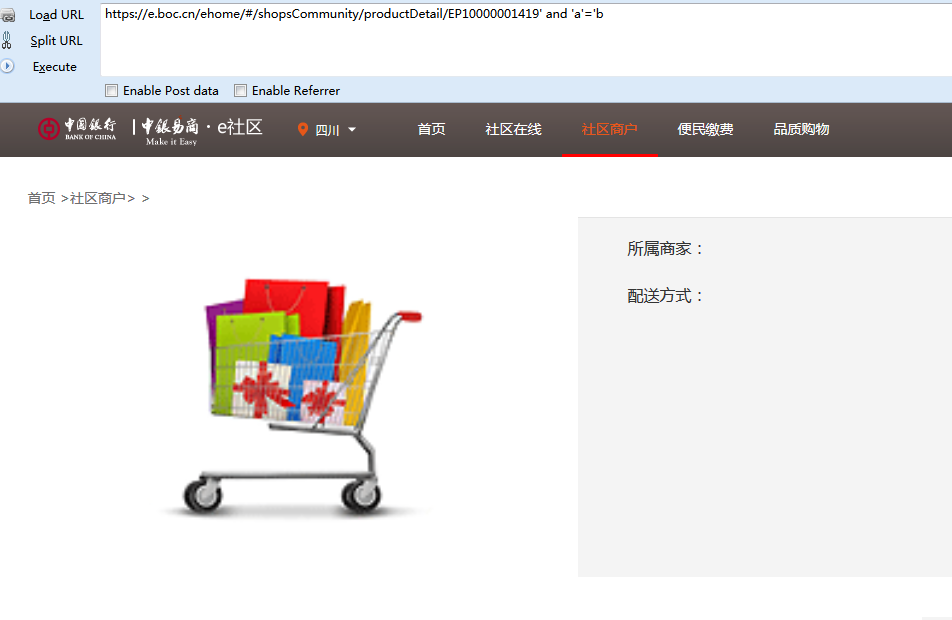 Load URL
https://e.boc.cn/ehome/#/shopsCommunity/productDetail/EP10000001419' and 'a'='b
Split URL
Execute
Enable Post data Enable Referrer
中国银行 BANK OF CHINA 中银易商 Make it Easy · e社区 四川 首页 社区在线 社区商户 便民缴费 品质购物
首页 >社区商户> >
所属商家：
配送方式：